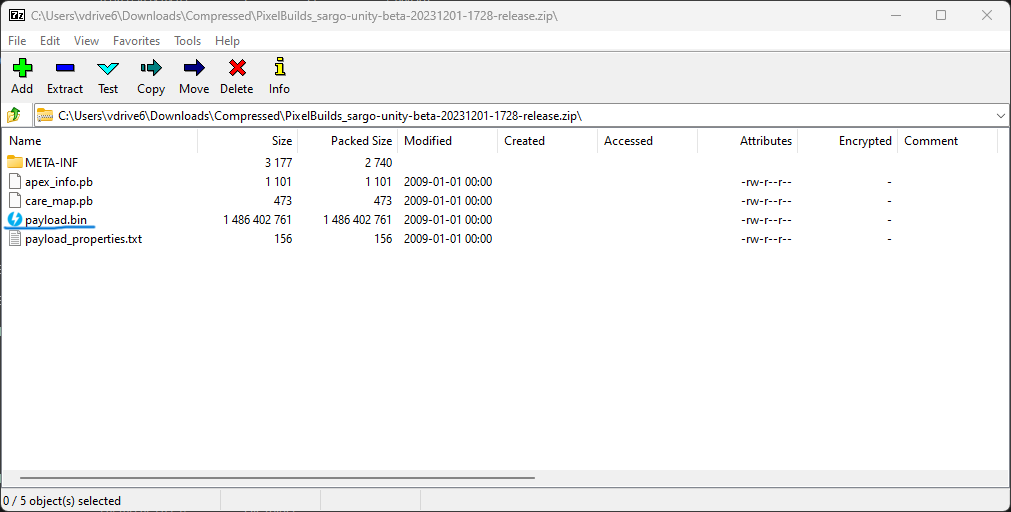 7z C:\Users\vdrive6\Downloads\Compressed\PixelBuilds_sargo-unity-beta-20231201-1728-release.zip\
File Edit View Favorites Tools Help
Add Extract Test Copy Move Delete Info
C:\Users\vdrive6\Downloads\Compressed\PixelBuilds_sargo-unity-beta-20231201-1728-release.zip\
Name Size Packed Size Modified Created Accessed Attributes Encrypted Comment
META-INF 3 177 2 740
apex_info.pb 1 101 1 101 2009-01-01 00:00 -rw-r--r-- -
care_map.pb 473 473 2009-01-01 00:00 -rw-r--r-- -
payload.bin 1 486 402 761 1 486 402 761 2009-01-01 00:00 -rw-r--r-- -
payload_properties.txt 156 156 2009-01-01 00:00 -rw-r--r-- -
0 / 5 object(s) selected